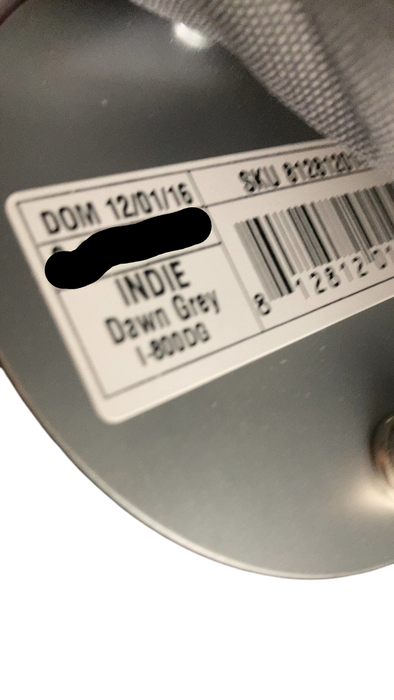 DOM 12/01/16
SKU 8128120
INDIE
Dawn Grey
I-800DG
8 12812 0